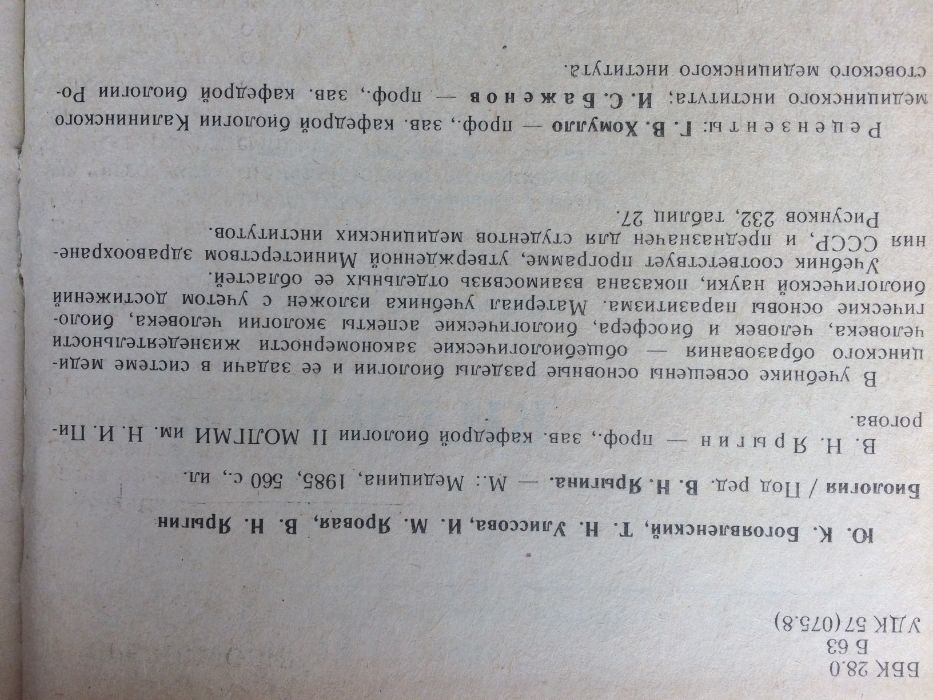 ББК 28.0
Б 63
УДК 57(075.8)
Ю. К. Богоявленский, Т. Н. Улиссова, И. М. Яровая, В. Н. Ярыгин
Биология / Под ред. В. Н. Ярыгина. — М.: Медицина, 1985, 560 с., ил.
В. Н. Ярыгин — проф., зав. кафедрой биологии II МОЛГМИ им. Н. И. Пи-
рогова.
В учебнике освещены основные разделы биологии и ее задачи в системе меди-
цинского образования — общебиологические закономерности жизнедеятельности
человека, человек и биосфера, биологические аспекты экологии человека, биоло-
гические основы паразитизма. Материал учебника изложен с учетом достижений
биологической науки, показана взаимосвязь отдельных ее областей.
Учебник соответствует программе, утвержденной Министерством здравоохране-
ния СССР, и предназначен для студентов медицинских институтов.
Рисунков 232, таблиц 27.
Рецензенты: Г. В. Хомулло — проф., зав. кафедрой биологии Калининского
медицинского института; И. С. Баженов — проф., зав. кафедрой биологии Ро-
стовского медицинского института.